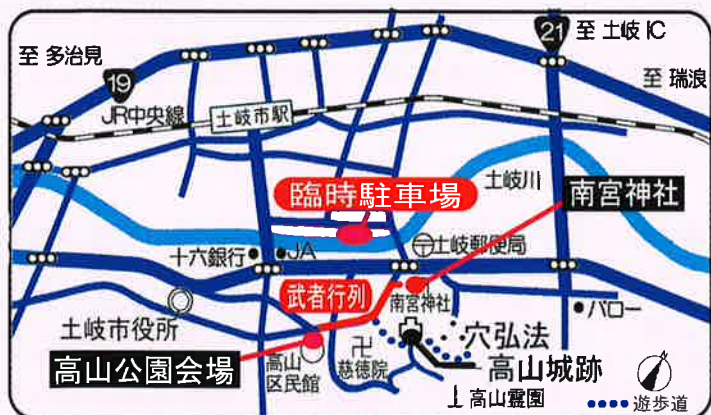 至 多治見
19
JR中央線
土岐市駅
21
至 土岐 IC
至 瑞浪
臨時駐車場
土岐川
南宮神社
十六銀行
JA
〒土岐郵便局
武者行列
南宮神社
バロー
土岐市役所
高山公園会場
高山
区民館
卍
慈徳院
穴弘法
高山城跡
高山霊園
遊歩道